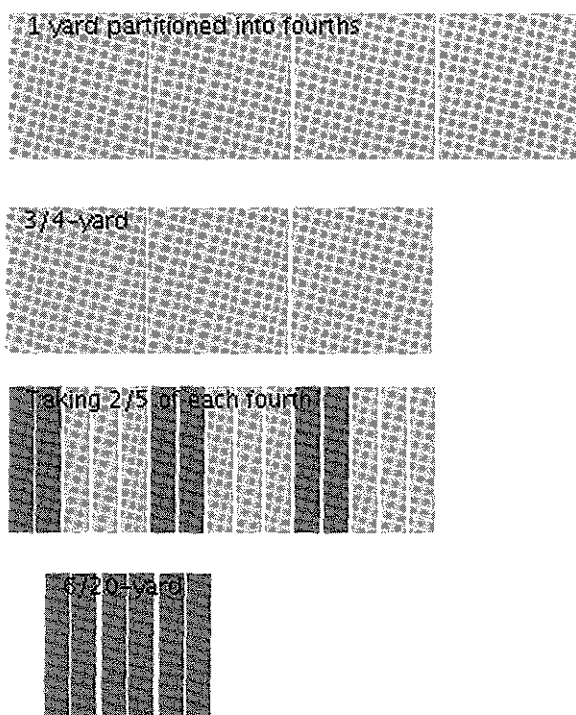 1 yard partitioned into fourths
3/4-yard
Taking 2/5 of each fourth
6/20-yard